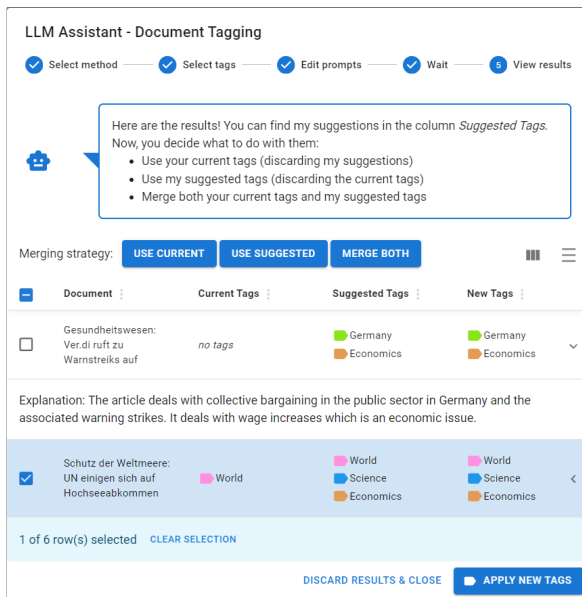 LLM Assistant - Document Tagging
Select method
Select tags
Edit prompts
Wait
5 View results
Here are the results! You can find my suggestions in the column Suggested Tags.
Now, you decide what to do with them:
• Use your current tags (discarding my suggestions)
• Use my suggested tags (discarding the current tags)
• Merge both your current tags and my suggested tags
Merging strategy: USE CURRENT USE SUGGESTED MERGE BOTH
Document Current Tags Suggested Tags New Tags
Gesundheitswesen:
Ver.di ruft zu
Warnstreiks auf
no tags
Germany
Economics
Germany
Economics
Explanation: The article deals with collective bargaining in the public sector in Germany and the
associated warning strikes. It deals with wage increases which is an economic issue.
Schutz der Weltmeere:
UN einigen sich auf
Hochseeabkommen
World
World
Science
Economics
World
Science
Economics
1 of 6 row(s) selected CLEAR SELECTION
DISCARD RESULTS & CLOSE APPLY NEW TAGS